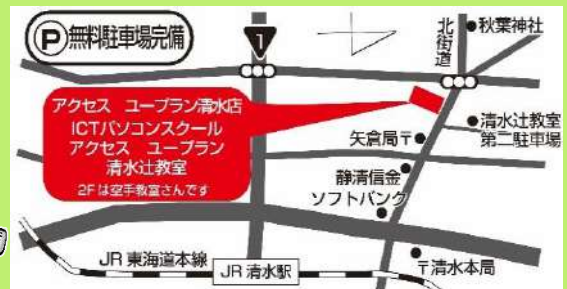 P無料駐車場完備
1
北街道
秋葉神社
アクセス ユープラン清水店
ICTパソコンスクール
アクセス ユープラン
清水辻教室
2Fは空手教室さんです
清水辻教室
第二駐車場
矢倉局〒
静清信金
ソフトバンク
JR東海道本線
JR清水駅
〒清水本局